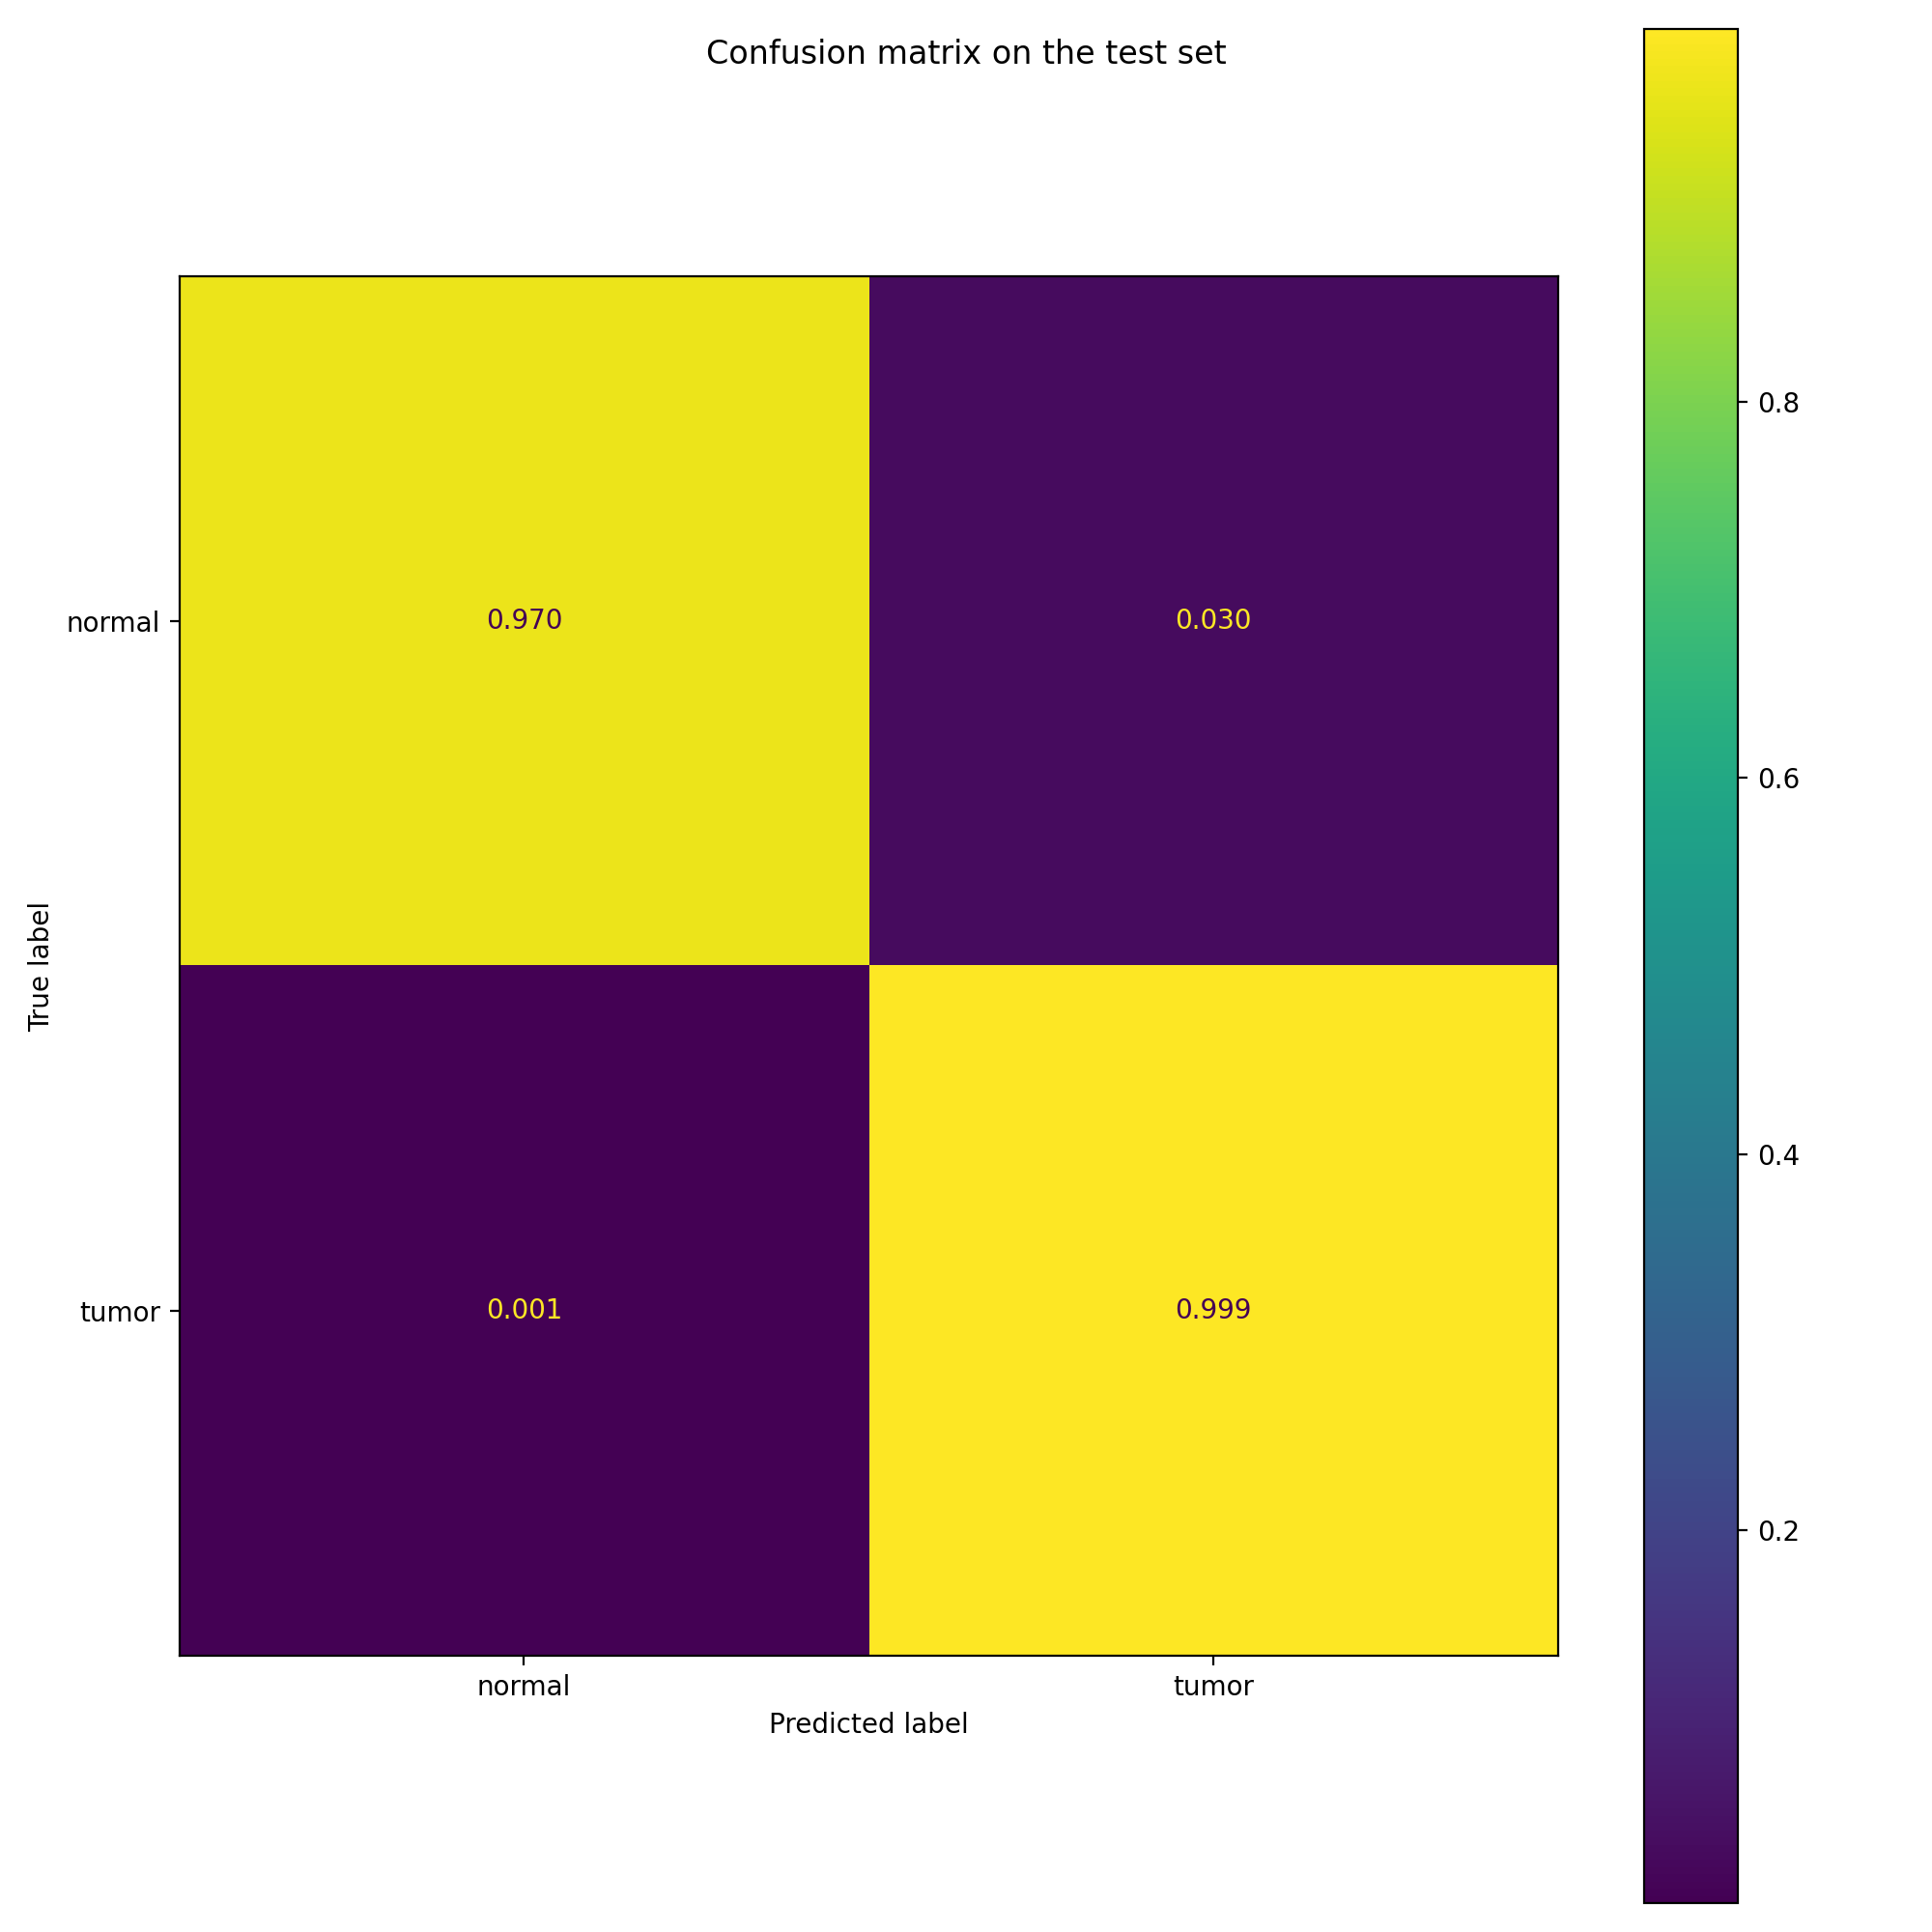 Confusion matrix on the test set
0.8
0.6
0.4
0.2
True label
normal
0.970
0.030
tumor
0.001
0.999
normal
tumor
Predicted label